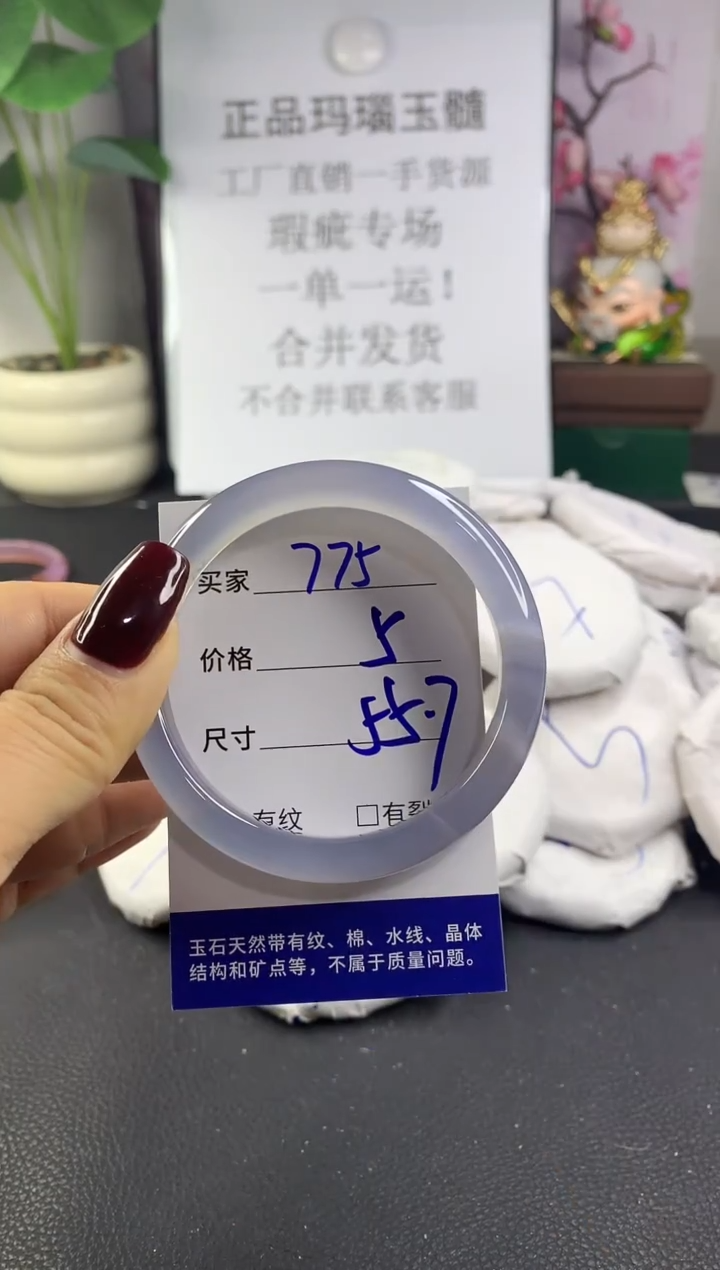 正品玛瑙玉髓
工厂直销一手货源
瑕疵专场
一单一运！
合并发货
不合并联系客服
买家 775
价格 5
尺寸 55.7
有纹 □有裂
玉石天然带有纹、棉、水线、晶体
结构和矿点等，不属于质量问题。